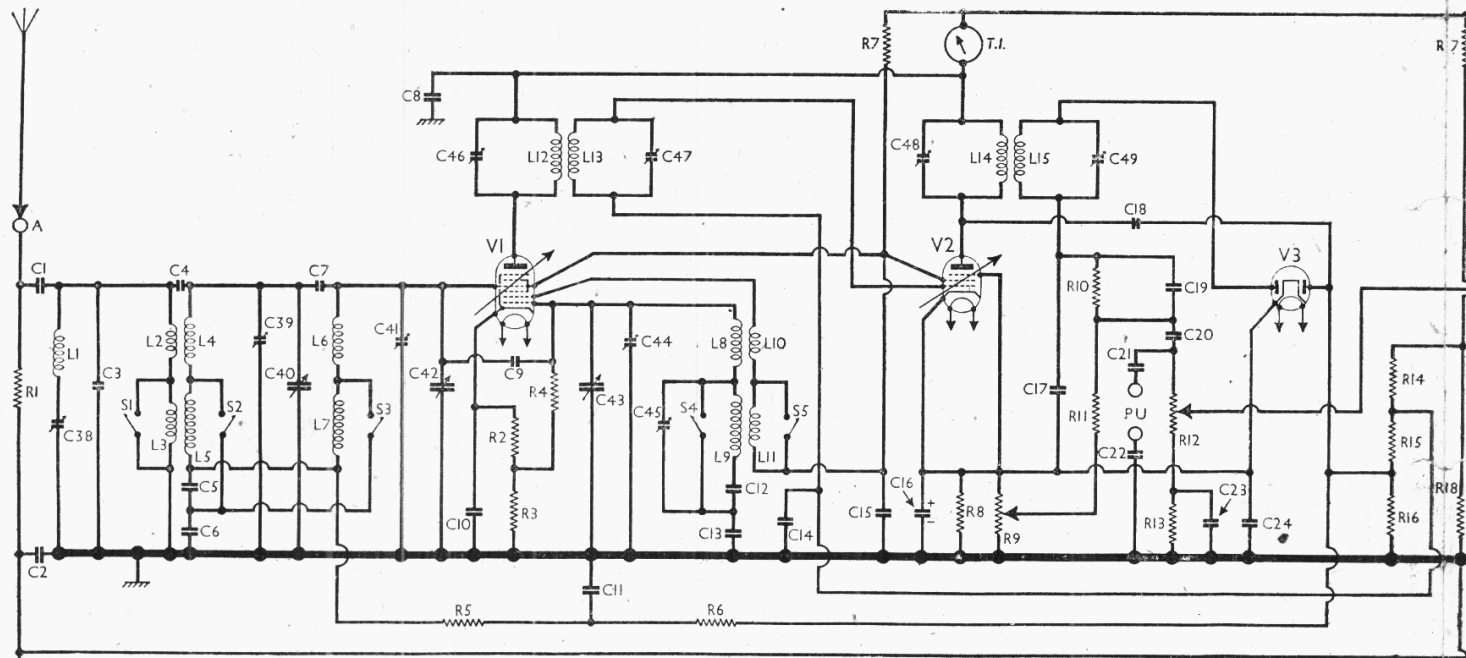 R7
T.I.
R17
C8
C46
L12
L13
C47
C48
L14
L15
C49
A
C18
V1
V2
V3
C1
C4
C7
R10
C19
L1
C3
L2
L4
C39
L6
C41
C42
C9
R4
C43
C44
L8
L10
C20
C21
R1
C38
S1
L3
S2
L5
C40
L7
S3
R2
C45
S4
L9
L11
S5
C17
R11
PU
R12
R14
R15
C5
C6
C10
R3
C12
C13
C14
C15
C16
+
−
R8
R9
C22
R13
C23
C24
R16
R18
C2
C11
R5
R6